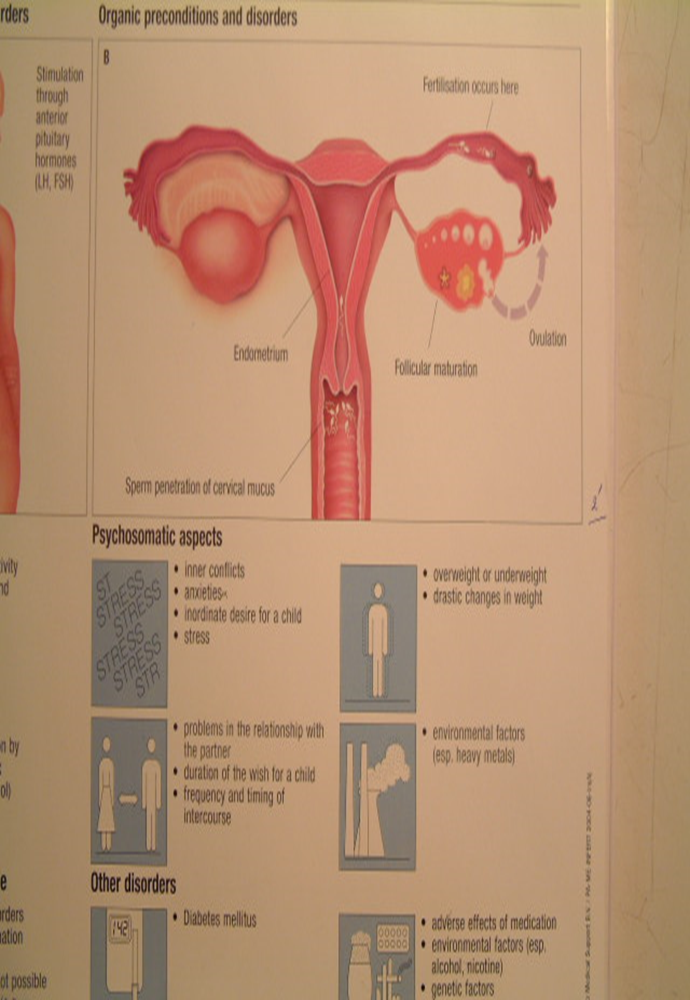 rders
Organic preconditions and disorders
Stimulation
through
anterior
pituitary
hormones
(LH, FSH)
B
Fertilisation occurs here
Endometrium
Ovulation
Follicular maturation
Sperm penetration of cervical mucus
Psychosomatic aspects
ivity
nd
n by
ol)
e
rders
ation
ot possible
ST
STRESS
STRESS
STRESS
STRESS
STR
• inner conflicts
• anxieties
• inordinate desire for a child
• stress
• overweight or underweight
• drastic changes in weight
• problems in the relationship with
the partner
• duration of the wish for a child
• frequency and timing of
intercourse
• environmental factors
(esp. heavy metals)
Other disorders
142
• Diabetes mellitus
• adverse effects of medication
• environmental factors (esp.
alcohol, nicotine)
• genetic factors
Medical Support